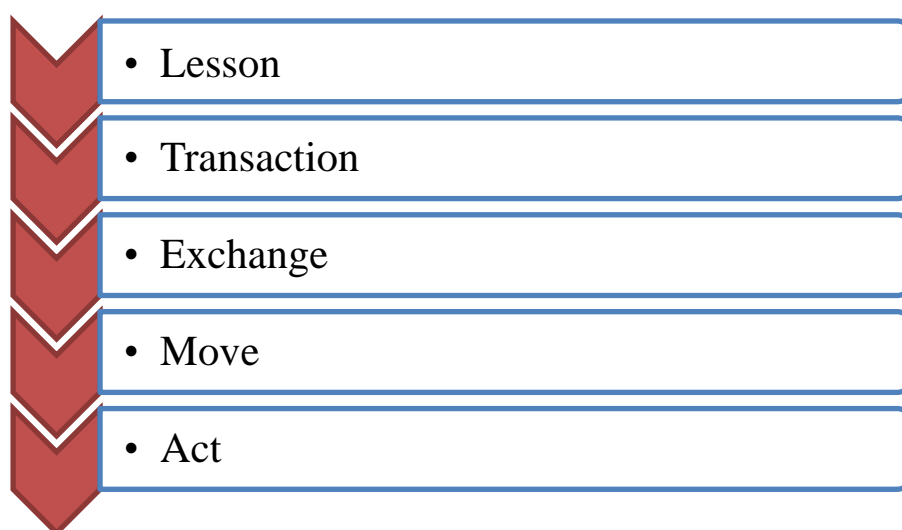 • Lesson
• Transaction
• Exchange
• Move
• Act